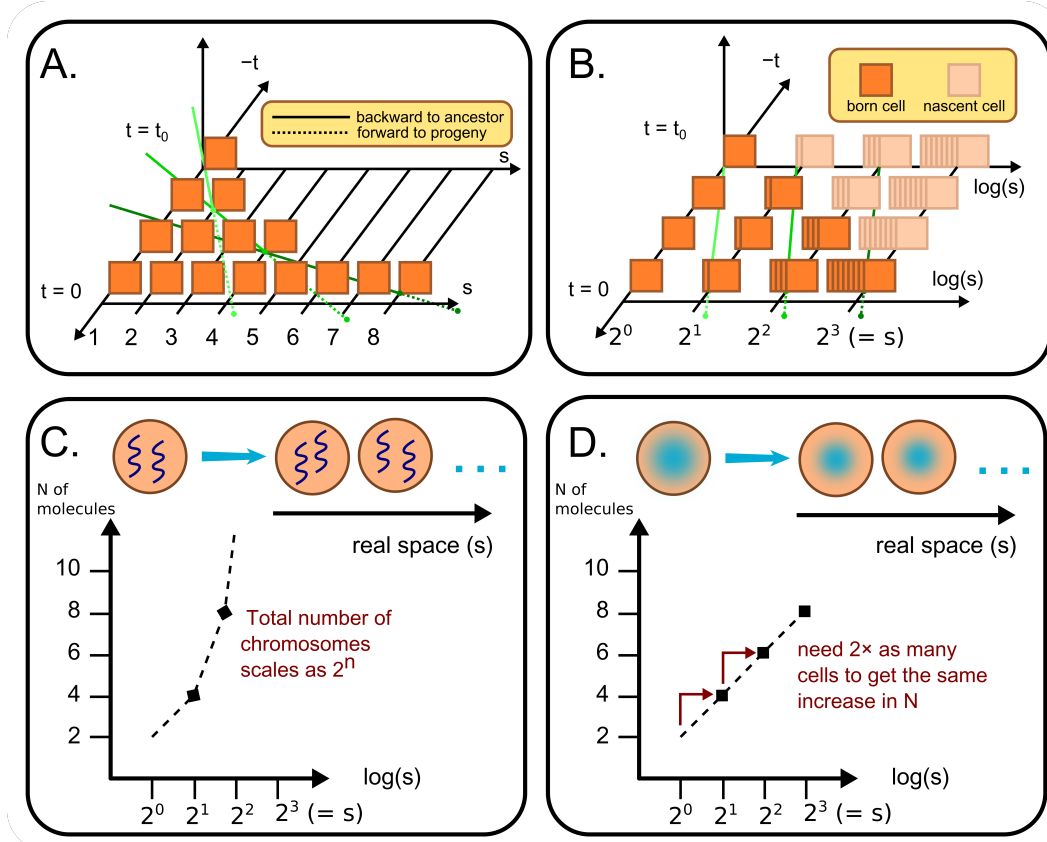 A.
−t
t = t0
backward to ancestor
forward to progeny
s
t = 0
s
1 2 3 4 5 6 7 8
B.
−t
born cell nascent cell
t = t0
log(s)
t = 0
log(s)
2^0 2^1 2^2 2^3 (= s)
C.
N of
molecules
real space (s)
10
8
6
4
2
Total number of
chromosomes
scales as 2^n
log(s)
2^0 2^1 2^2 2^3 (= s)
D.
N of
molecules
real space (s)
10
8
6
4
2
need 2× as many
cells to get the same
increase in N
log(s)
2^0 2^1 2^2 2^3 (= s)